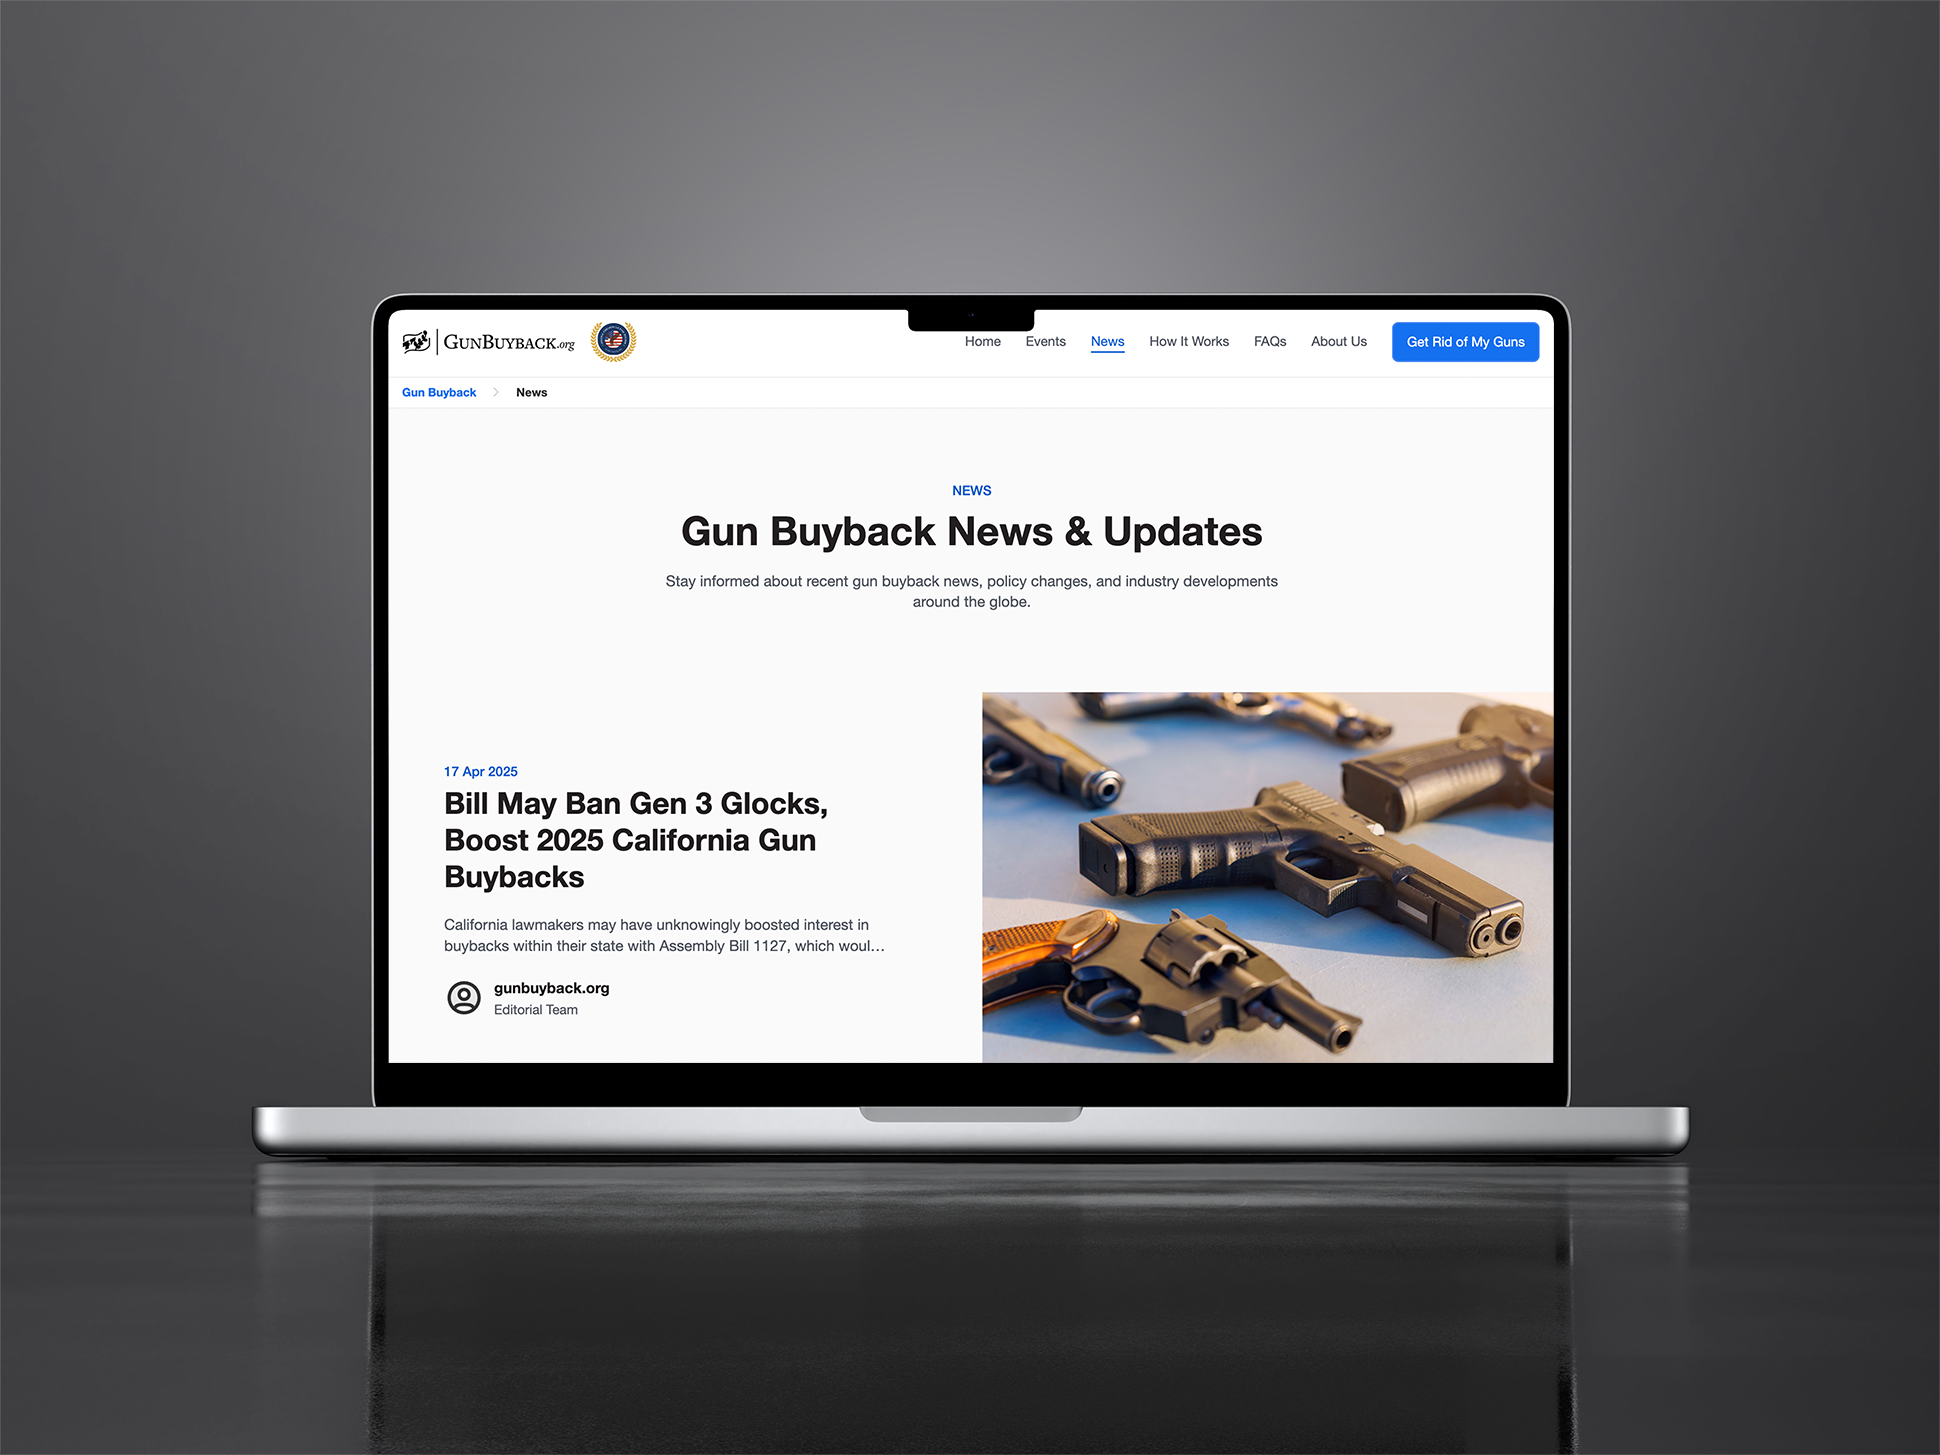 GUNBUYBACK.org
Home Events News How It Works FAQs About Us Get Rid of My Guns
Gun Buyback News
NEWS
Gun Buyback News & Updates
Stay informed about recent gun buyback news, policy changes, and industry developments
around the globe.
17 Apr 2025
Bill May Ban Gen 3 Glocks,
Boost 2025 California Gun
Buybacks
California lawmakers may have unknowingly boosted interest in
buybacks within their state with Assembly Bill 1127, which woul…
gunbuyback.org
Editorial Team